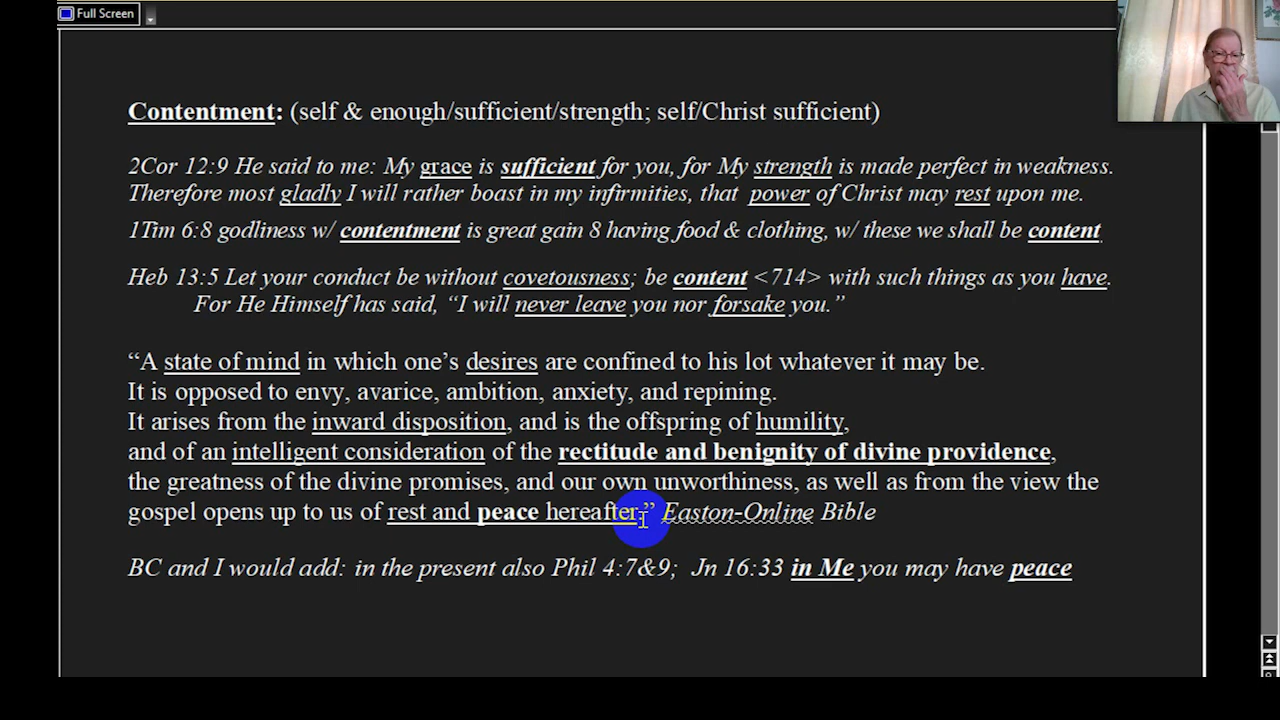 Full Screen
Contentment: (self & enough/sufficient/strength; self/Christ sufficient)
2Cor 12:9 He said to me: My grace is sufficient for you, for My strength is made perfect in weakness.
Therefore most gladly I will rather boast in my infirmities, that power of Christ may rest upon me.
1Tim 6:8 godliness w/ contentment is great gain 8 having food & clothing, w/ these we shall be content
Heb 13:5 Let your conduct be without covetousness; be content <714> with such things as you have.
For He Himself has said, “I will never leave you nor forsake you.”
“A state of mind in which one’s desires are confined to his lot whatever it may be.
It is opposed to envy, avarice, ambition, anxiety, and repining.
It arises from the inward disposition, and is the offspring of humility,
and of an intelligent consideration of the rectitude and benignity of divine providence,
the greatness of the divine promises, and our own unworthiness, as well as from the view the
gospel opens up to us of rest and peace hereafter.” Easton-Online Bible
BC and I would add: in the present also Phil 4:7&9; Jn 16:33 in Me you may have peace